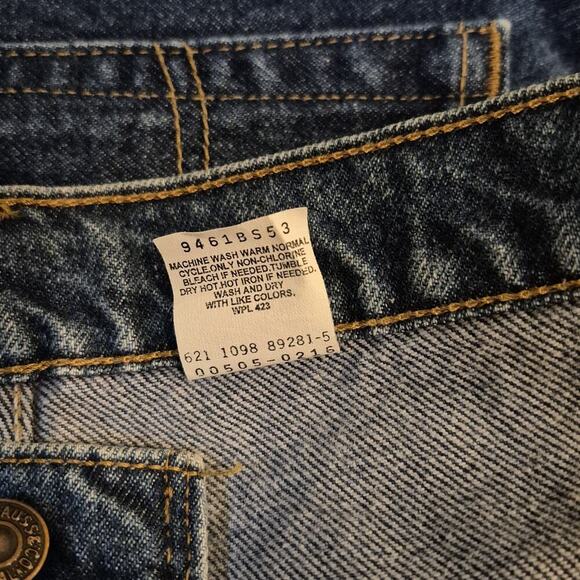 9461BS53
MACHINE WASH WARM NORMAL
CYCLE.ONLY NON-CHLORINE
BLEACH IF NEEDED.TUMBLE
DRY HOT.HOT IRON IF NEEDED.
WASH AND DRY
WITH LIKE COLORS.
WPL 423
621 1098 89281-5
00505-0216